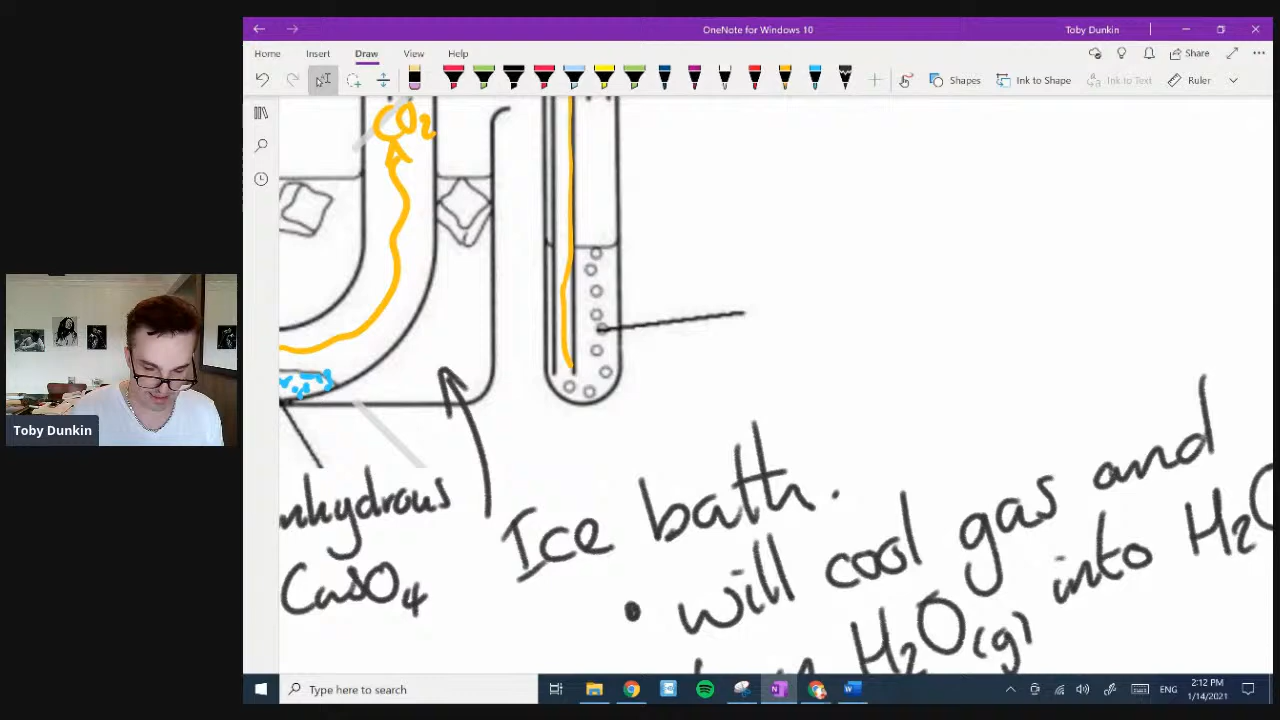 OneNote for Windows 10
Toby Dunkin
Home Insert Draw View Help
Share
Shapes Ink to Shape Ink to Text Ruler
CO2
nhydrous
CuSO4
Ice bath.
• will cool gas and
H2O(g) into H2O
Toby Dunkin
Type here to search
ENG
2:12 PM
1/14/2021